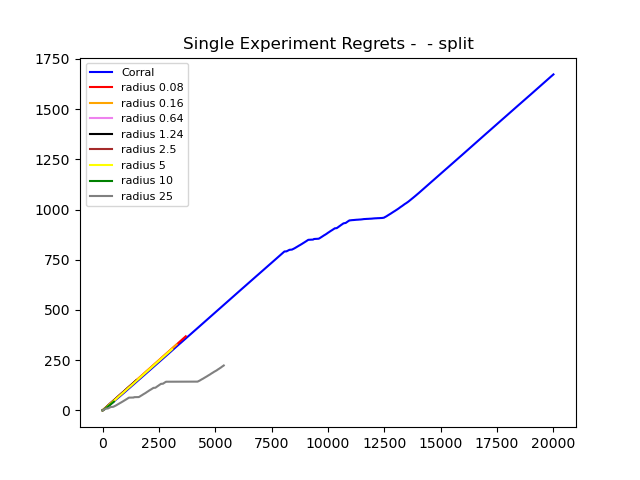 Single Experiment Regrets -  - split
1750
1500
1250
1000
750
500
250
0
Corral
radius 0.08
radius 0.16
radius 0.64
radius 1.24
radius 2.5
radius 5
radius 10
radius 25
0 2500 5000 7500 10000 12500 15000 17500 20000